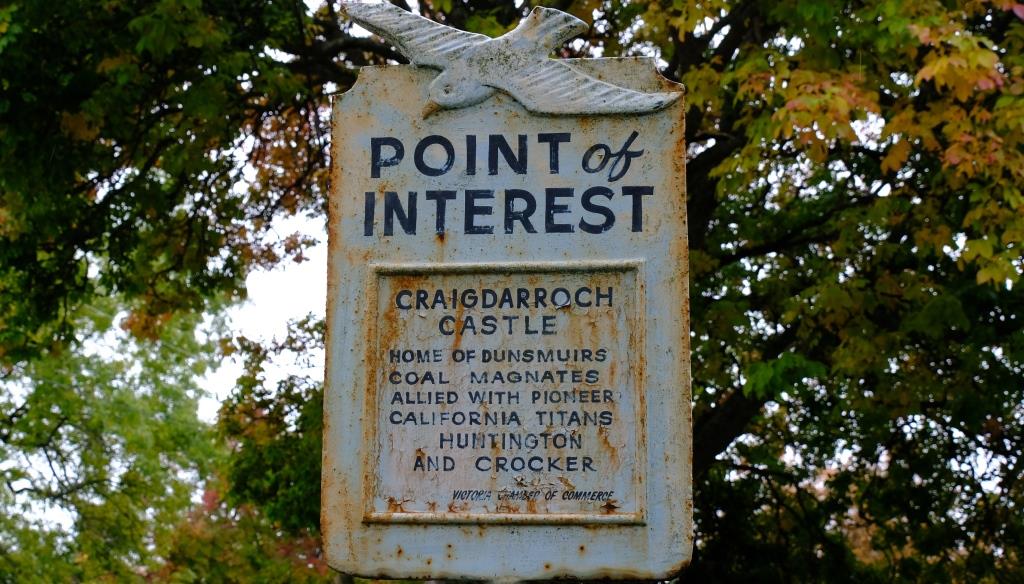 POINT of
INTEREST
CRAIGDARROCH
CASTLE
HOME OF DUNSMUIRS
COAL MAGNATES
ALLIED WITH PIONEER
CALIFORNIA TITANS
HUNTINGTON
AND CROCKER
VICTORIA CHAMBER OF COMMERCE